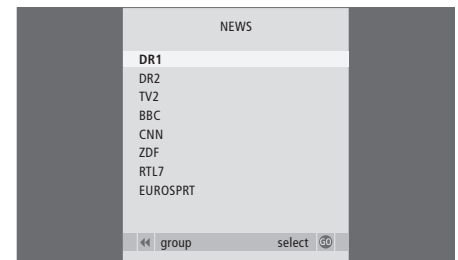 NEWS
DR1
DR2
TV2
BBC
CNN
ZDF
RTL7
EUROSPRT
group select GO